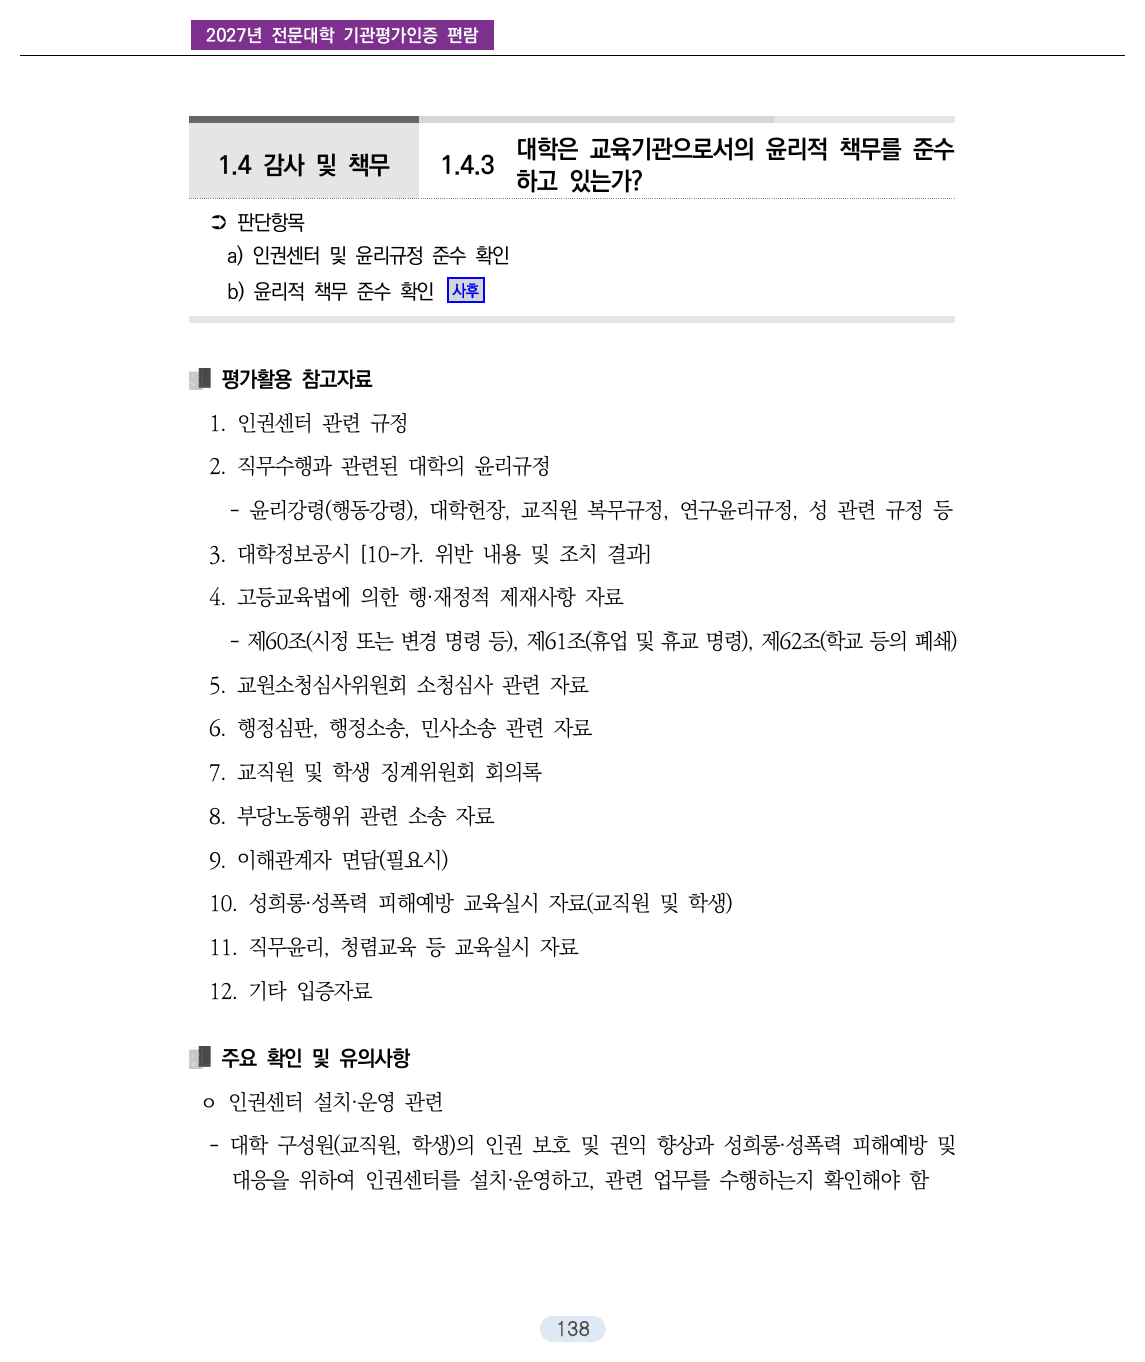 2027년 전문대학 기관평가인증 편람
1.4 감사 및 책무
1.4.3
대학은 교육기관으로서의 윤리적 책무를 준수
하고 있는가?
➲ 판단항목
a) 인권센터 및 윤리규정 준수 확인
b) 윤리적 책무 준수 확인 사후
평가활용 참고자료
1. 인권센터 관련 규정
2. 직무수행과 관련된 대학의 윤리규정
- 윤리강령(행동강령), 대학헌장, 교직원 복무규정, 연구윤리규정, 성 관련 규정 등
3. 대학정보공시 [10-가. 위반 내용 및 조치 결과]
4. 고등교육법에 의한 행·재정적 제재사항 자료
- 제60조(시정 또는 변경 명령 등), 제61조(휴업 및 휴교 명령), 제62조(학교 등의 폐쇄)
5. 교원소청심사위원회 소청심사 관련 자료
6. 행정심판, 행정소송, 민사소송 관련 자료
7. 교직원 및 학생 징계위원회 회의록
8. 부당노동행위 관련 소송 자료
9. 이해관계자 면담(필요시)
10. 성희롱·성폭력 피해예방 교육실시 자료(교직원 및 학생)
11. 직무윤리, 청렴교육 등 교육실시 자료
12. 기타 입증자료
주요 확인 및 유의사항
ㅇ 인권센터 설치·운영 관련
- 대학 구성원(교직원, 학생)의 인권 보호 및 권익 향상과 성희롱·성폭력 피해예방 및
대응을 위하여 인권센터를 설치·운영하고, 관련 업무를 수행하는지 확인해야 함
138